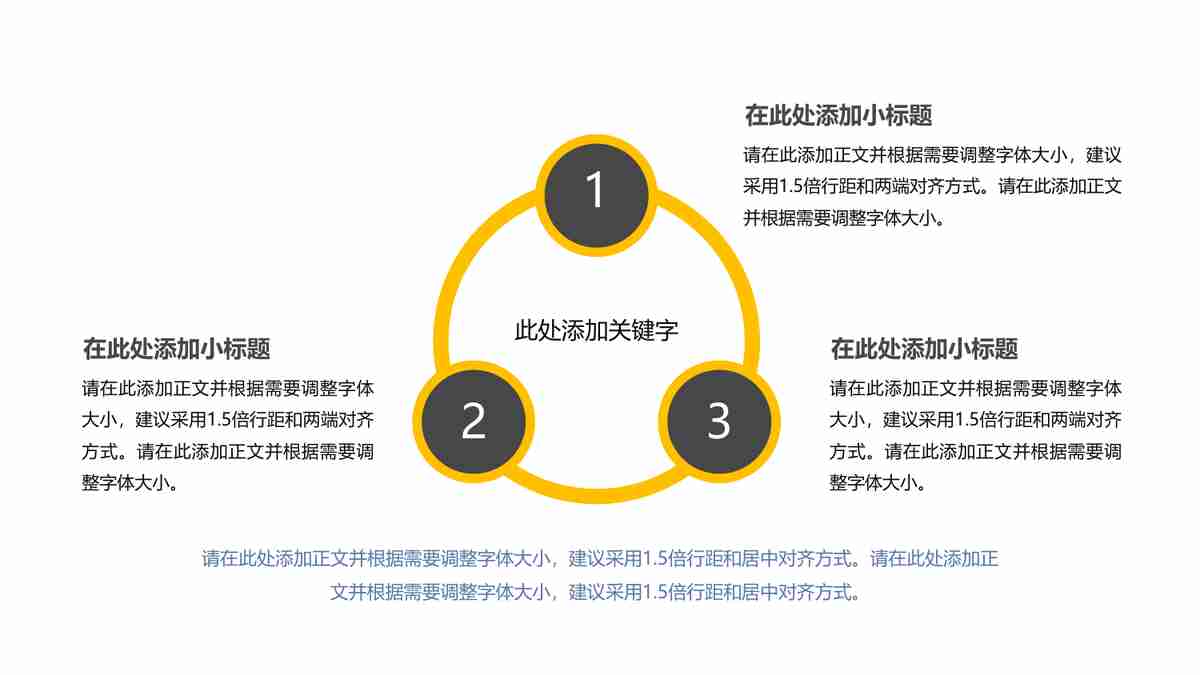 在此处添加小标题
请在此添加正文并根据需要调整字体大小，建议
采用1.5倍行距和两端对齐方式。请在此添加正文
并根据需要调整字体大小。
1
此处添加关键字
在此处添加小标题
请在此添加正文并根据需要调整字体
大小，建议采用1.5倍行距和两端对齐
方式。请在此添加正文并根据需要调
整字体大小。
2
3
在此处添加小标题
请在此添加正文并根据需要调整字体
大小，建议采用1.5倍行距和两端对齐
方式。请在此添加正文并根据需要调
整字体大小。
请在此处添加正文并根据需要调整字体大小，建议采用1.5倍行距和居中对齐方式。请在此处添加正
文并根据需要调整字体大小，建议采用1.5倍行距和居中对齐方式。